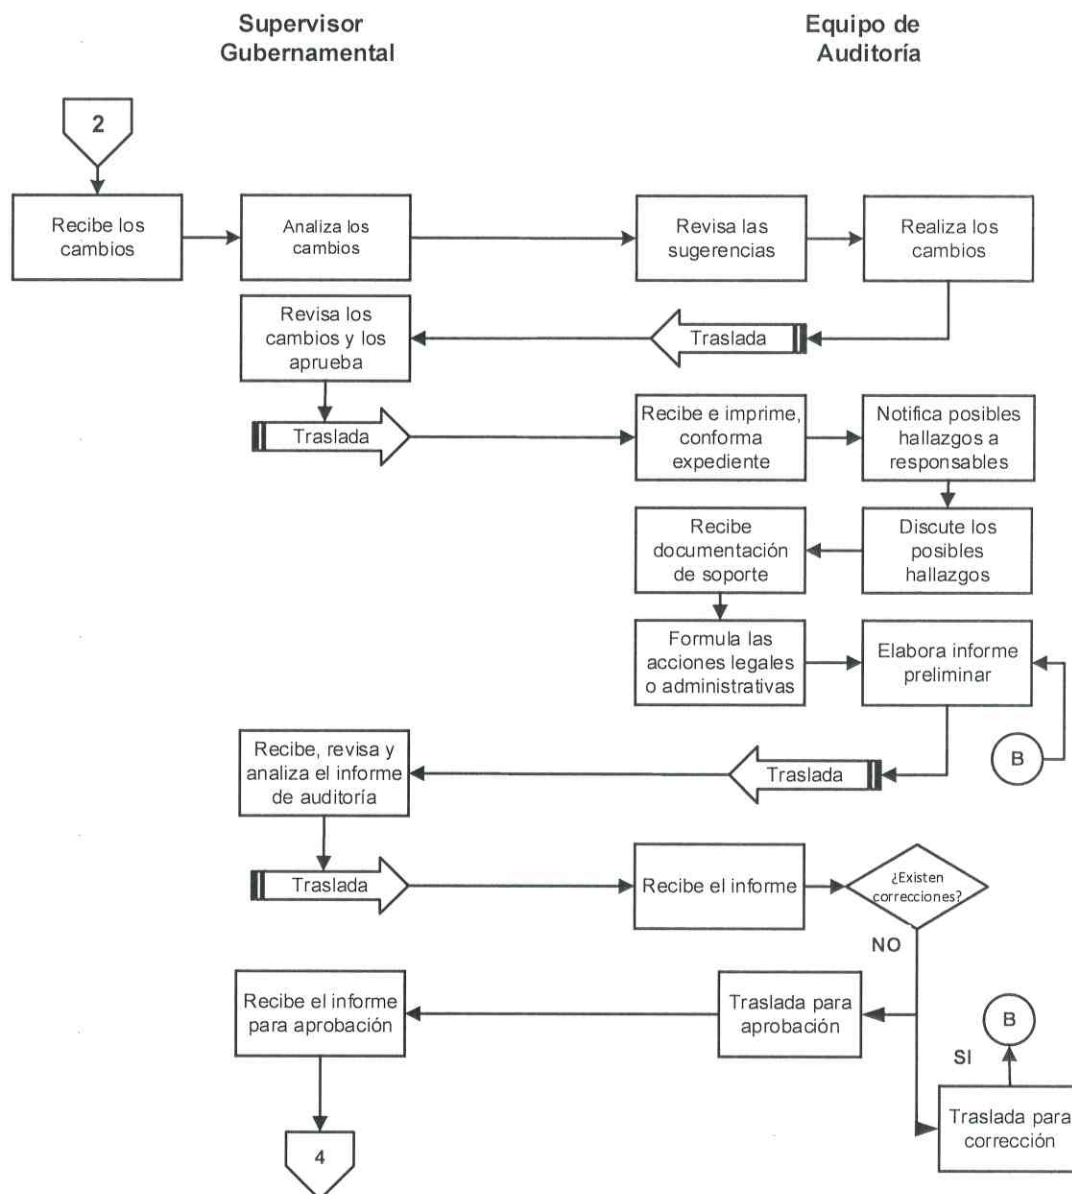 Supervisor
Gubernamental
Equipo de
Auditoría
2
Recibe los
cambios
Analiza los
cambios
Revisa las
sugerencias
Realiza los
cambios
Revisa los
cambios y los
aprueba
Traslada
Traslada
Recibe e imprime,
conforma
expediente
Notifica posibles
hallazgos a
responsables
Recibe
documentación
de soporte
Discute los
posibles
hallazgos
Formula las
acciones legales
o administrativas
Elabora informe
preliminar
B
Recibe, revisa y
analiza el informe
de auditoría
Traslada
Traslada
Recibe el informe
¿Existen
correcciones?
NO
Recibe el informe
para aprobación
Traslada para
aprobación
B
SI
Traslada para
corrección
4